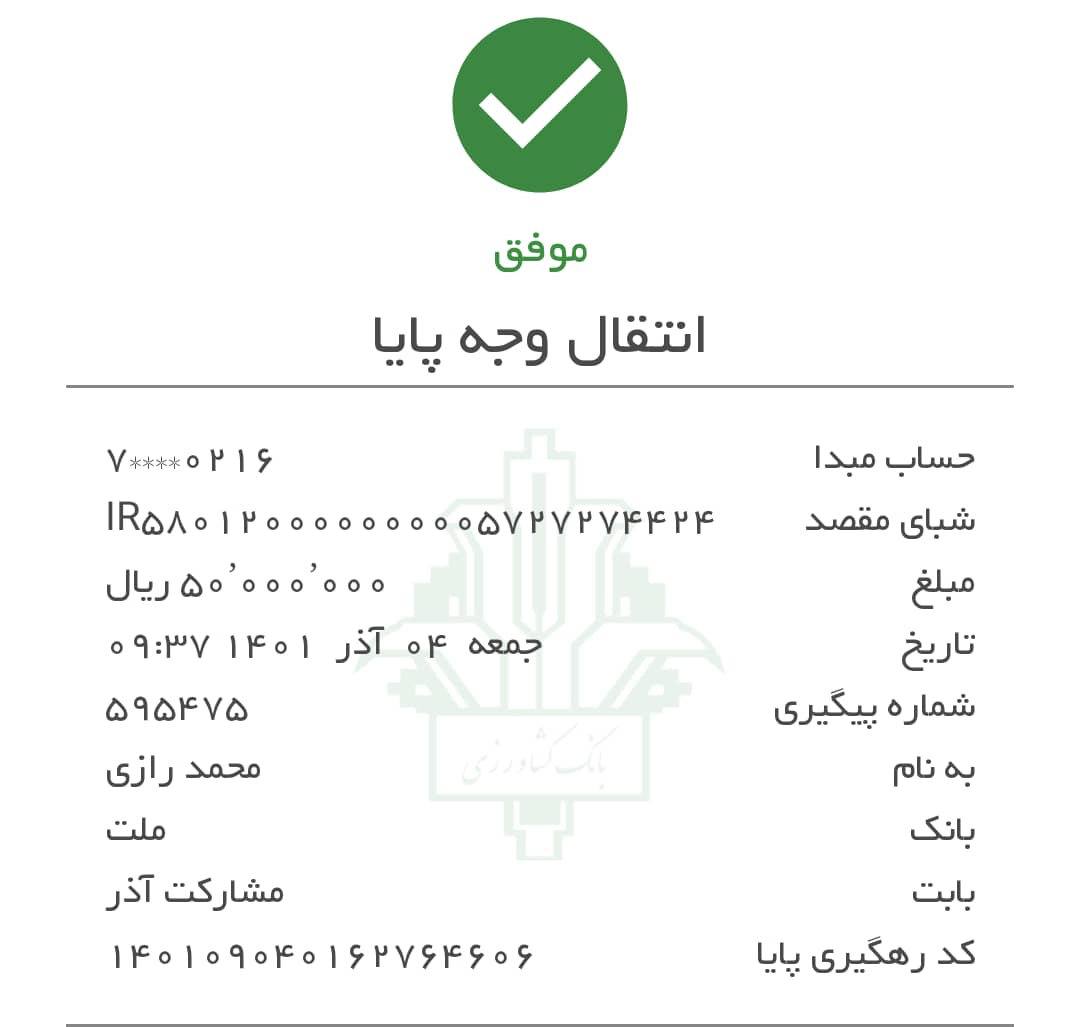 موفق
انتقال وجه پایا
حساب مبدا ۷****۰۲۱۶
شبای مقصد IR۵۸۰۱۲۰۰۰۰۰۰۰۰۰۵۷۲۷۲۷۴۴۲۴
مبلغ ۵۰٬۰۰۰٬۰۰۰ ریال
تاریخ جمعه ۰۴ آذر ۱۴۰۱ ۰۹:۳۷
شماره پیگیری ۵۹۵۴۷۵
بانک کشاورزی
به نام محمد رازی
بانک ملت
بابت مشارکت آذر
کد رهگیری پایا ۱۴۰۱۰۹۰۴۰۱۶۲۷۶۴۶۰۶